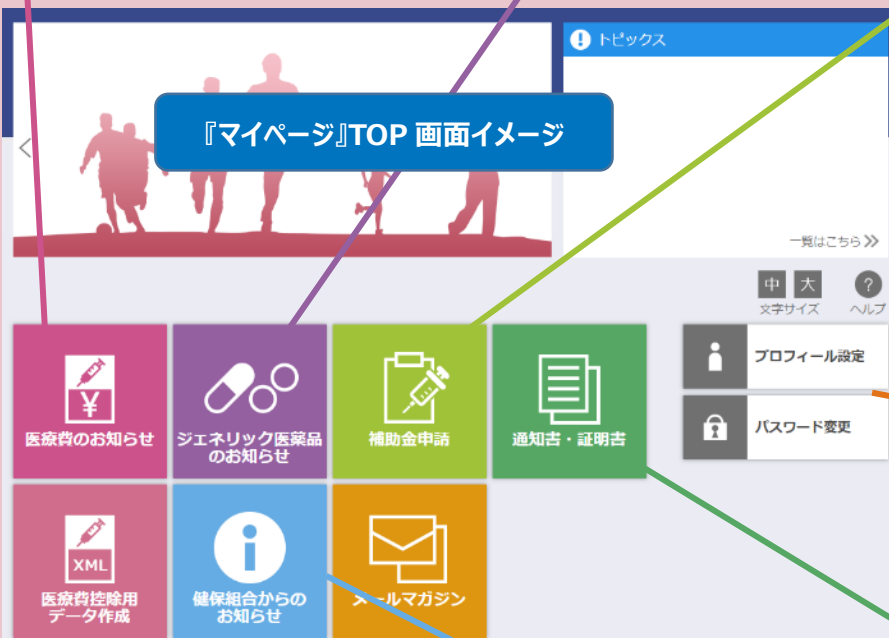 トピックス
『マイページ』TOP 画面イメージ
一覧はこちら
中 大 ?
文字サイズ ヘルプ
プロフィール設定
パスワード変更
¥
医療費のお知らせ
ジェネリック医薬品
のお知らせ
補助金申請
通知書・証明書
XML
医療費控除用
データ作成
健保組合からの
お知らせ
メールマガジン